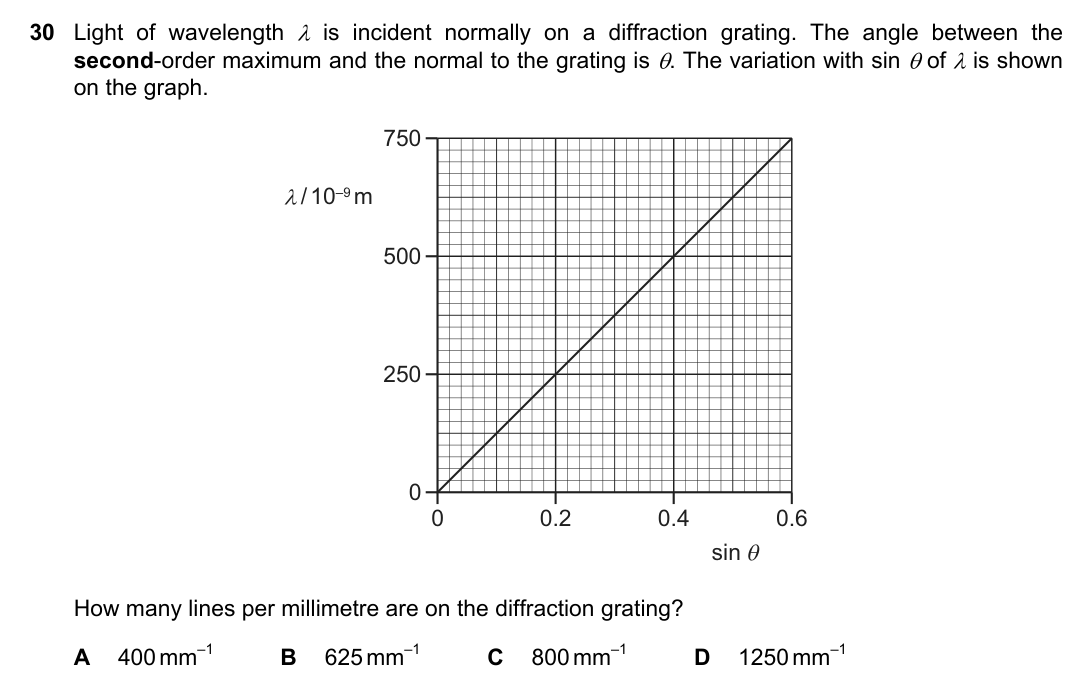 30 Light of wavelength λ is incident normally on a diffraction grating. The angle between the
second-order maximum and the normal to the grating is θ. The variation with sin θ of λ is shown
on the graph.
750
λ / 10⁻⁹ m
500
250
0
0 0.2 0.4 0.6
sin θ
How many lines per millimetre are on the diffraction grating?
A 400 mm⁻¹ B 625 mm⁻¹ C 800 mm⁻¹ D 1250 mm⁻¹